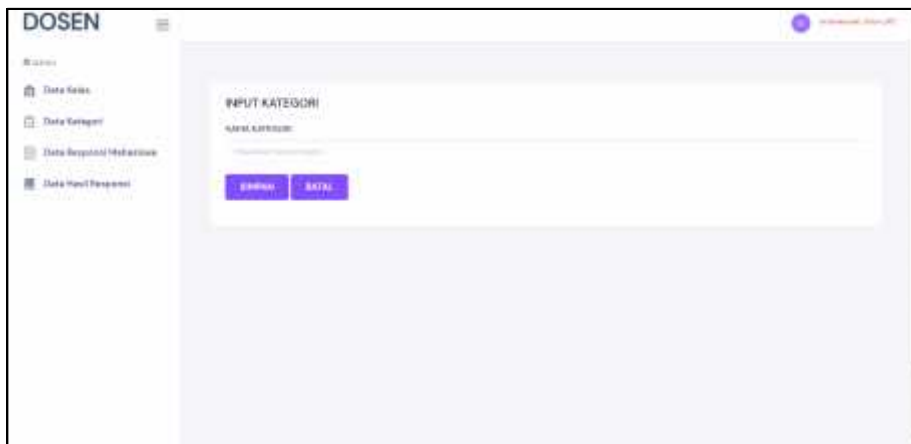 DOSEN
Data Kelas
Data Kategori
Data Responsi Mahasiswa
Data Hasil Responsi
INPUT KATEGORI
NAMA KATEGORI
SIMPAN
BATAL